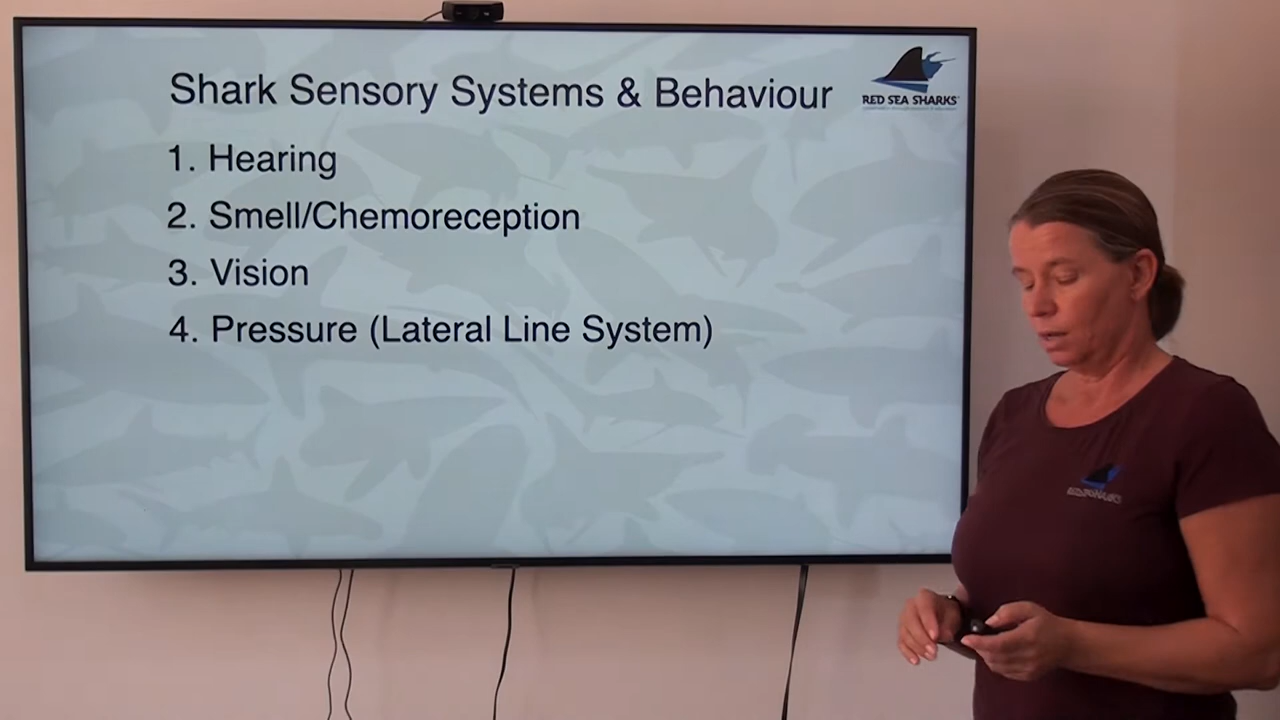 Shark Sensory Systems & Behaviour
RED SEA SHARKS
1. Hearing
2. Smell/Chemoreception
3. Vision
4. Pressure (Lateral Line System)